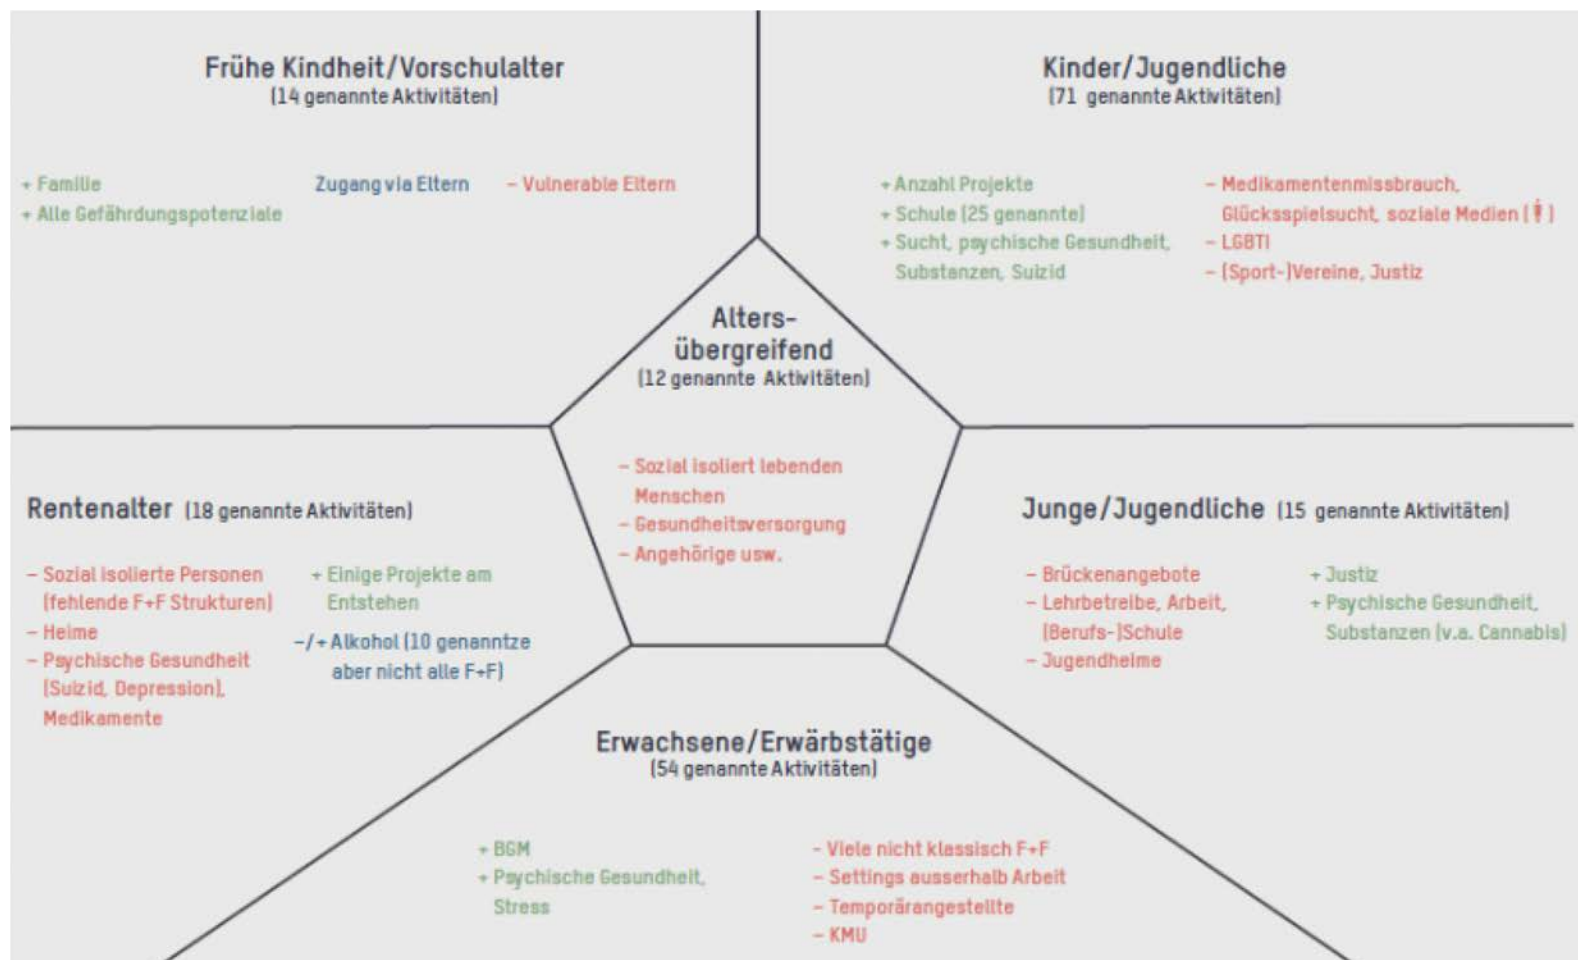 Frühe Kindheit/Vorschulalter
(14 genannte Aktivitäten)
+ Familie
+ Alle Gefährdungspotenziale
Zugang via Eltern
– Vulnerable Eltern
Kinder/Jugendliche
(71 genannte Aktivitäten)
+ Anzahl Projekte
+ Schule (25 genannte)
+ Sucht, psychische Gesundheit,
Substanzen, Suizid
– Medikamentenmissbrauch,
Glücksspielsucht, soziale Medien ( )
– LGBTI
– (Sport-)Vereine, Justiz
Alters-
übergreifend
(12 genannte Aktivitäten)
– Sozial isoliert lebenden
Menschen
– Gesundheitsversorgung
– Angehörige usw.
Rentenalter (18 genannte Aktivitäten)
– Sozial isolierte Personen
(fehlende F+F Strukturen)
– Heime
– Psychische Gesundheit
(Suizid, Depression),
Medikamente
+ Einige Projekte am
Entstehen
–/+ Alkohol (10 genanntze
aber nicht alle F+F)
Junge/Jugendliche (15 genannte Aktivitäten)
– Brückenangebote
– Lehrbetreibe, Arbeit,
(Berufs-)Schule
– Jugendheime
+ Justiz
+ Psychische Gesundheit,
Substanzen (v.a. Cannabis)
Erwachsene/Erwärbstätige
(54 genannte Aktivitäten)
+ BGM
+ Psychische Gesundheit,
Stress
– Viele nicht klassisch F+F
– Settings ausserhalb Arbeit
– Temporärangestellte
– KMU